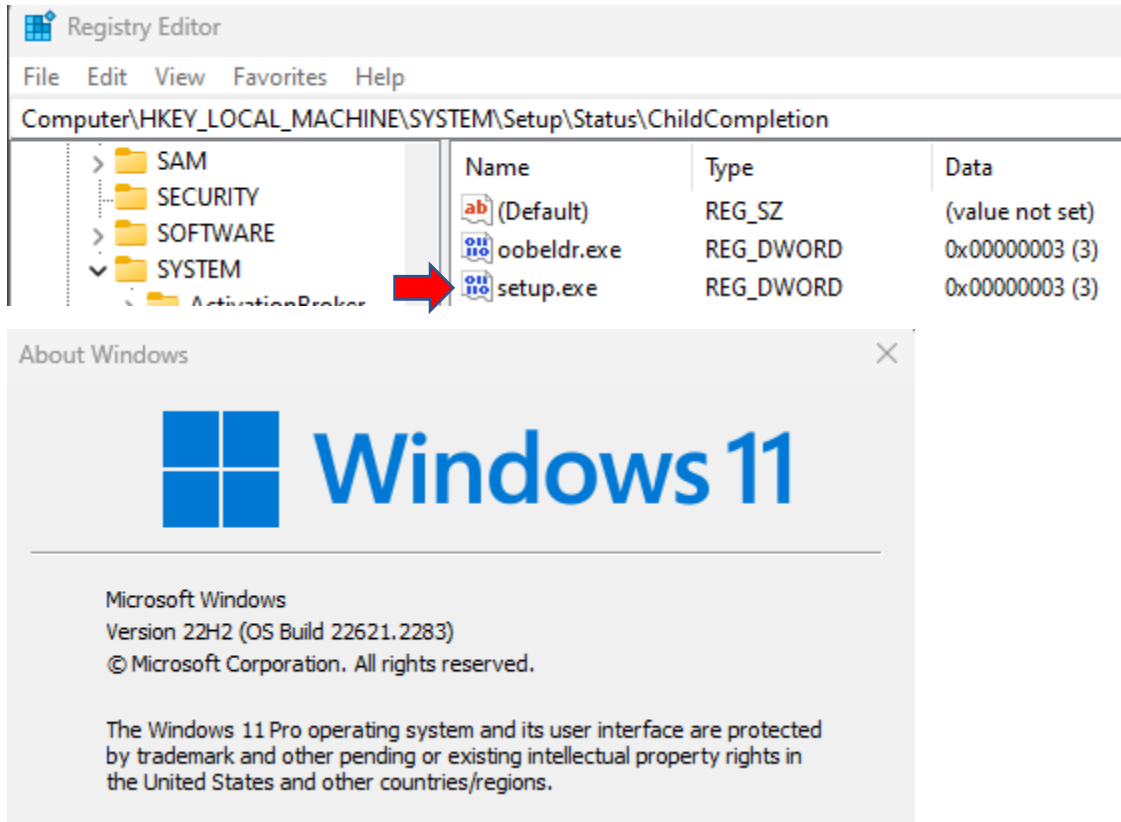 Registry Editor
File Edit View Favorites Help
Computer\HKEY_LOCAL_MACHINE\SYSTEM\Setup\Status\ChildCompletion
SAM
SECURITY
SOFTWARE
SYSTEM
ActivationBroker
Name Type Data
ab (Default) REG_SZ (value not set)
oobeldr.exe REG_DWORD 0x00000003 (3)
setup.exe REG_DWORD 0x00000003 (3)
About Windows
Windows 11
Microsoft Windows
Version 22H2 (OS Build 22621.2283)
© Microsoft Corporation. All rights reserved.
The Windows 11 Pro operating system and its user interface are protected
by trademark and other pending or existing intellectual property rights in
the United States and other countries/regions.